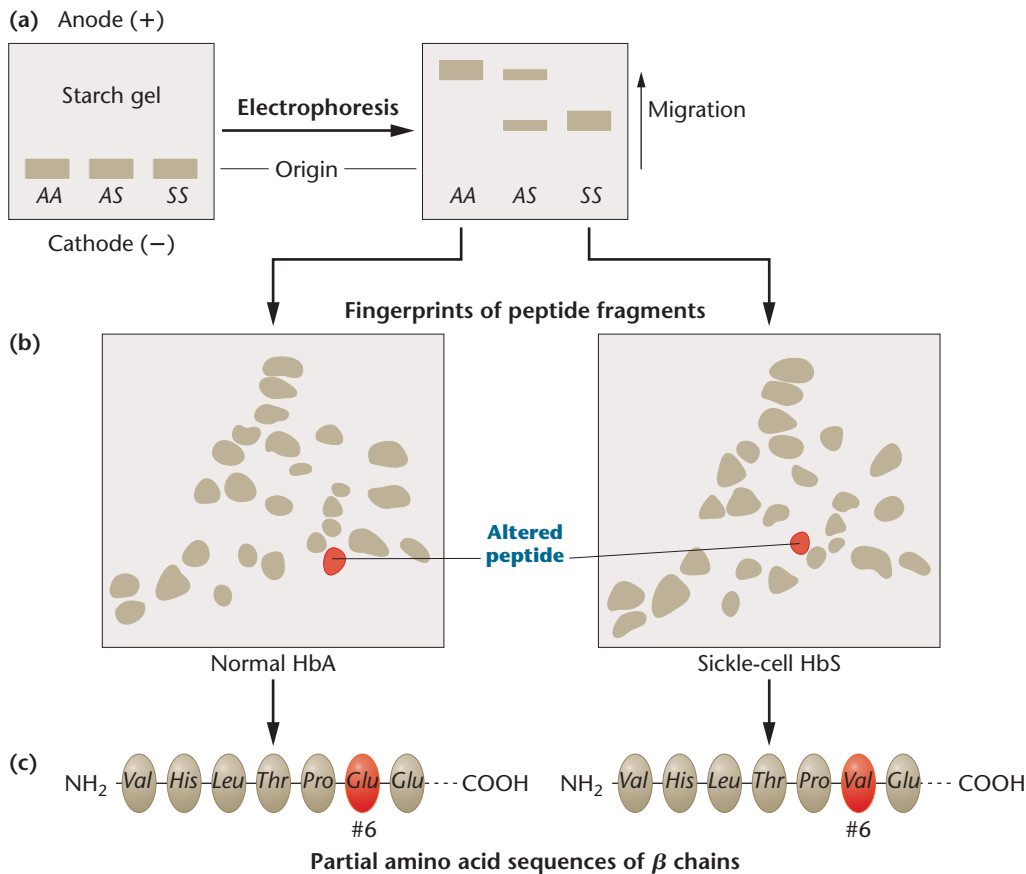 (a) Anode (+)
Starch gel
AA AS SS
Cathode (−)
Electrophoresis
Origin
AA AS SS
Migration
Fingerprints of peptide fragments
(b)
Altered
peptide
Normal HbA
Sickle-cell HbS
(c)
NH₂ Val His Leu Thr Pro Glu Glu COOH
#6
NH₂ Val His Leu Thr Pro Val Glu COOH
#6
Partial amino acid sequences of β chains